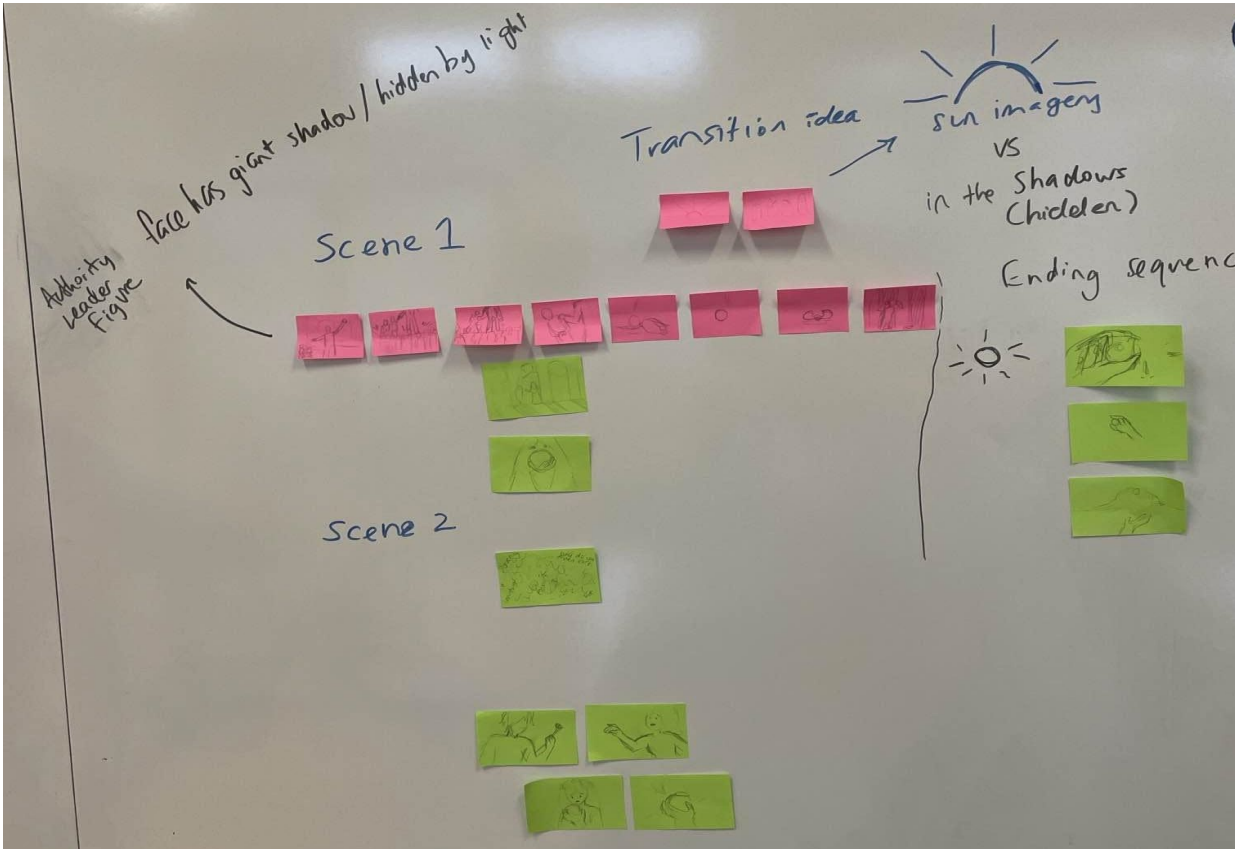 face has giant shadow / hidden by light
Authority
Leader
Figure
Scene 1
Transition idea
sun imagery
VS
in the Shadows
(hidden)
Ending sequenc
Scene 2